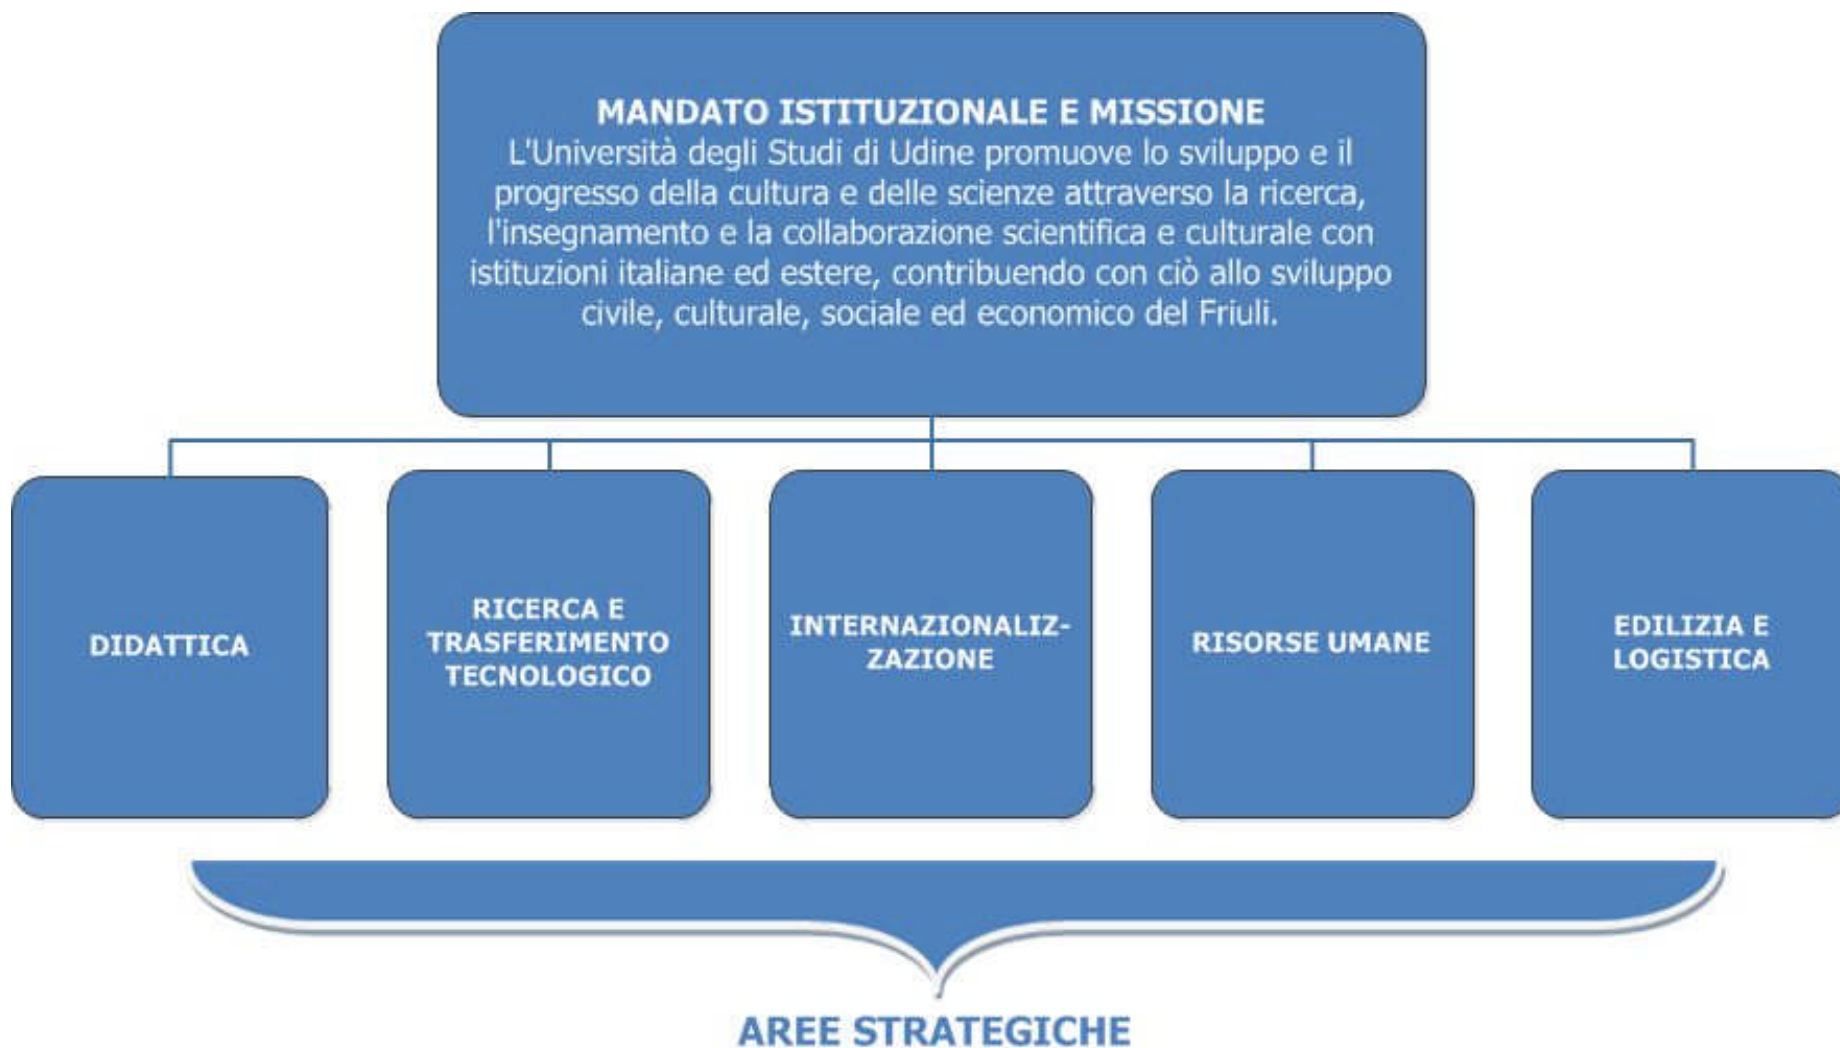 MANDATO ISTITUZIONALE E MISSIONE
L'Università degli Studi di Udine promuove lo sviluppo e il
progresso della cultura e delle scienze attraverso la ricerca,
l'insegnamento e la collaborazione scientifica e culturale con
istituzioni italiane ed estere, contribuendo con ciò allo sviluppo
civile, culturale, sociale ed economico del Friuli.
DIDATTICA
RICERCA E
TRASFERIMENTO
TECNOLOGICO
INTERNAZIONALIZ-
ZAZIONE
RISORSE UMANE
EDILIZIA E
LOGISTICA
AREE STRATEGICHE